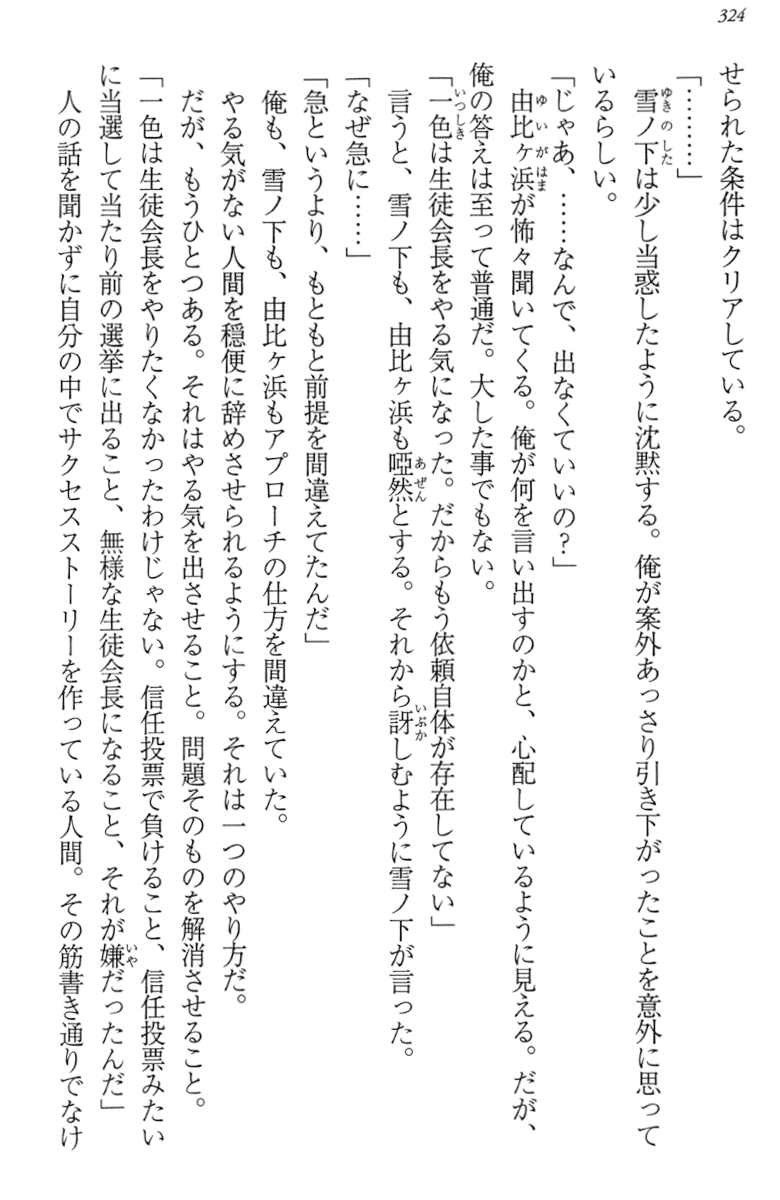 324
せられた条件はクリアしている。
「………」
雪ノ下は少し当惑したように沈黙する。俺が案外あっさり引き下がったことを意外に思って
いるらしい。
「じゃあ、……なんで、出なくていいの？」
由比ヶ浜が怖々聞いてくる。俺が何を言い出すのかと、心配しているように見える。だが、
俺の答えは至って普通だ。大した事でもない。
「一色は生徒会長をやる気になった。だからもう依頼自体が存在してない」
言うと、雪ノ下も、由比ヶ浜も啞然とする。それから訝しむように雪ノ下が言った。
「なぜ急に……」
「急というより、もともと前提を間違えてたんだ」
俺も、雪ノ下も、由比ヶ浜もアプローチの仕方を間違えていた。
やる気がない人間を穏便に辞めさせられるようにする。それは一つのやり方だ。
だが、もうひとつある。それはやる気を出させること。問題そのものを解消させること。
「一色は生徒会長をやりたくなかったわけじゃない。信任投票で負けること、信任投票みたい
に当選して当たり前の選挙に出ること、無様な生徒会長になること、それが嫌だったんだ」
人の話を聞かずに自分の中でサクセスストーリーを作っている人間。その筋書き通りでなけ